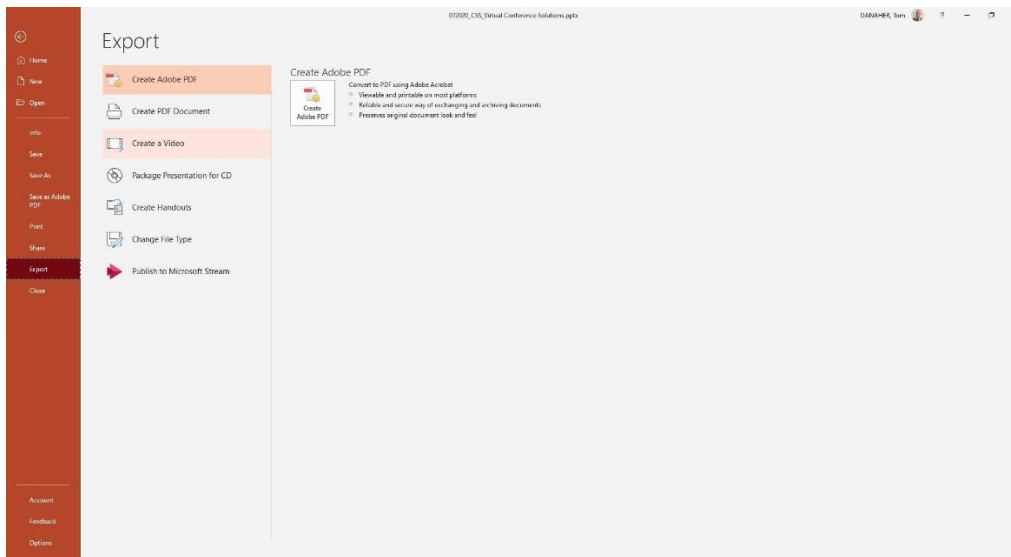 072020_CSS_Virtual Conference Solutions.pptx
DANAHER, Tom
?
Export
Home
New
Open
Info
Save
Save As
Save as Adobe
PDF
Print
Share
Export
Close
Account
Feedback
Options
Create Adobe PDF
Create PDF Document
Create a Video
Package Presentation for CD
Create Handouts
Change File Type
Publish to Microsoft Stream
Create Adobe PDF
Create
Adobe PDF
Convert to PDF using Adobe Acrobat
Viewable and printable on most platforms
Reliable and secure way of exchanging and archiving documents
Preserves original document look and feel